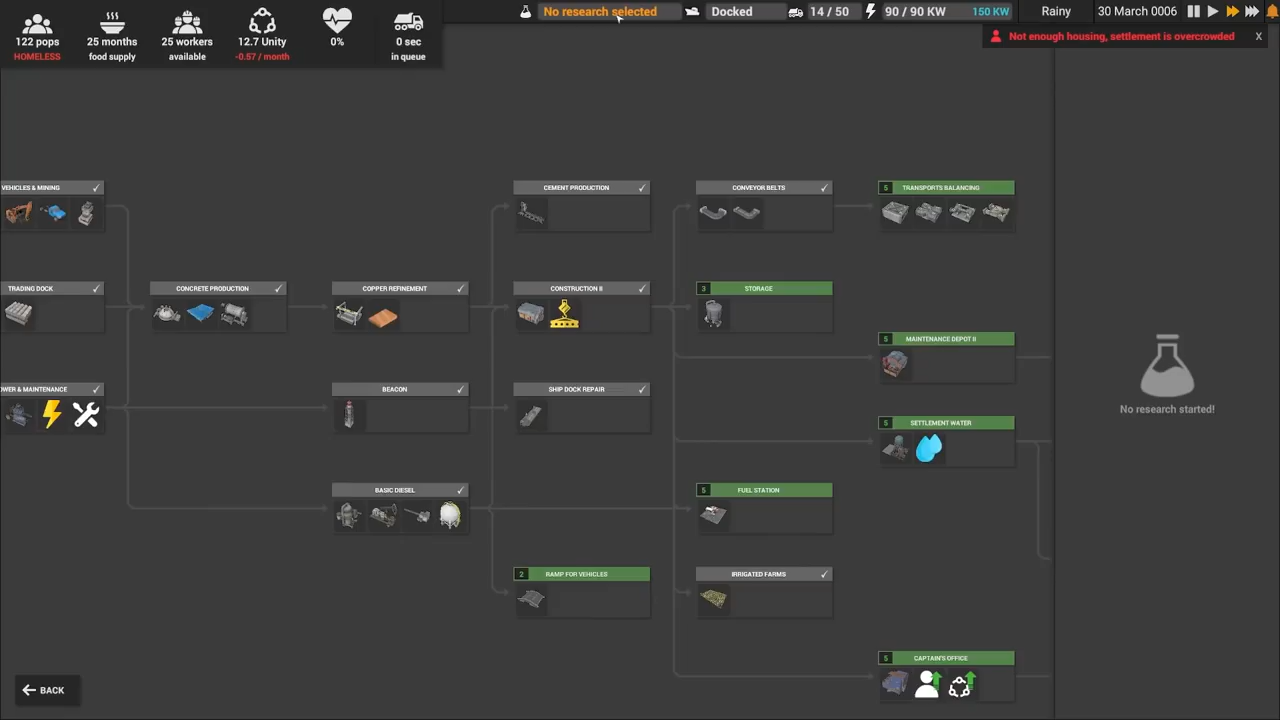 No research selected
Docked
14 / 50
90 / 90 KW
150 KW
Rainy
30 March 0006
122 pops
HOMELESS
25 months
food supply
25 workers
available
12.7 Unity
-0.57 / month
0%
0 sec
in queue
Not enough housing, settlement is overcrowded
X
VEHICLES & MINING
CEMENT PRODUCTION
CONVEYOR BELTS
5 TRANSPORTS BALANCING
TRADING DOCK
CONCRETE PRODUCTION
COPPER REFINEMENT
CONSTRUCTION II
3 STORAGE
5 MAINTENANCE DEPOT II
OWER & MAINTENANCE
BEACON
SHIP DOCK REPAIR
No research started!
5 SETTLEMENT WATER
BASIC DIESEL
5 FUEL STATION
2 RAMP FOR VEHICLES
IRRIGATED FARMS
5 CAPTAIN'S OFFICE
BACK